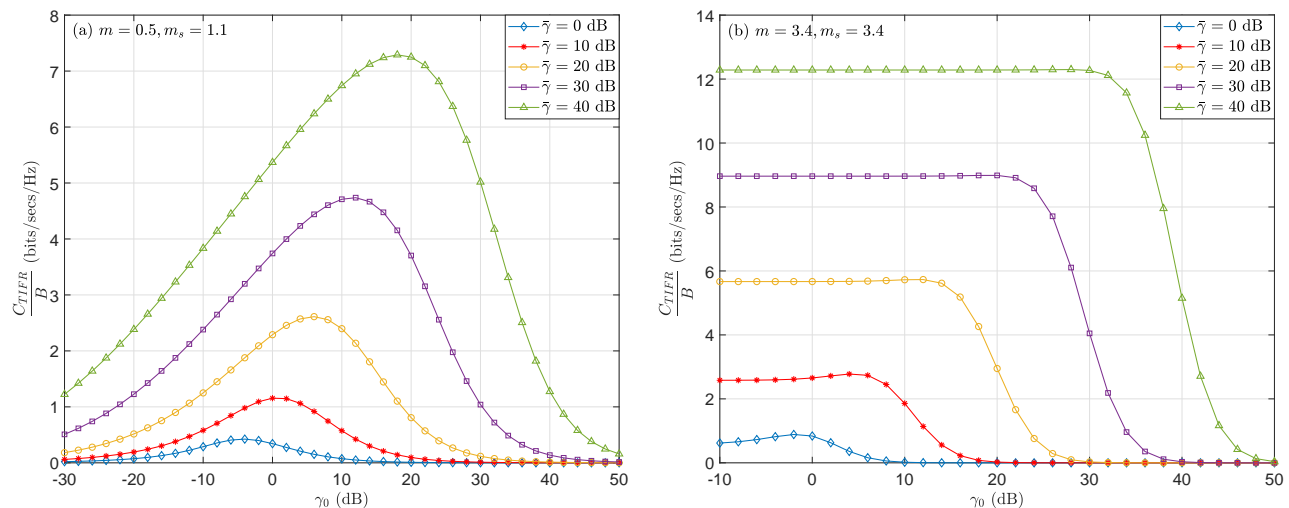 (a) m = 0.5, m_s = 1.1
γ̄ = 0 dB
γ̄ = 10 dB
γ̄ = 20 dB
γ̄ = 30 dB
γ̄ = 40 dB
8
7
6
5
4
3
2
1
0
C_TIFR/B (bits/secs/Hz)
-30 -20 -10 0 10 20 30 40 50
γ₀ (dB)
(b) m = 3.4, m_s = 3.4
γ̄ = 0 dB
γ̄ = 10 dB
γ̄ = 20 dB
γ̄ = 30 dB
γ̄ = 40 dB
14
12
10
8
6
4
2
0
C_TIFR/B (bits/secs/Hz)
-10 0 10 20 30 40 50
γ₀ (dB)